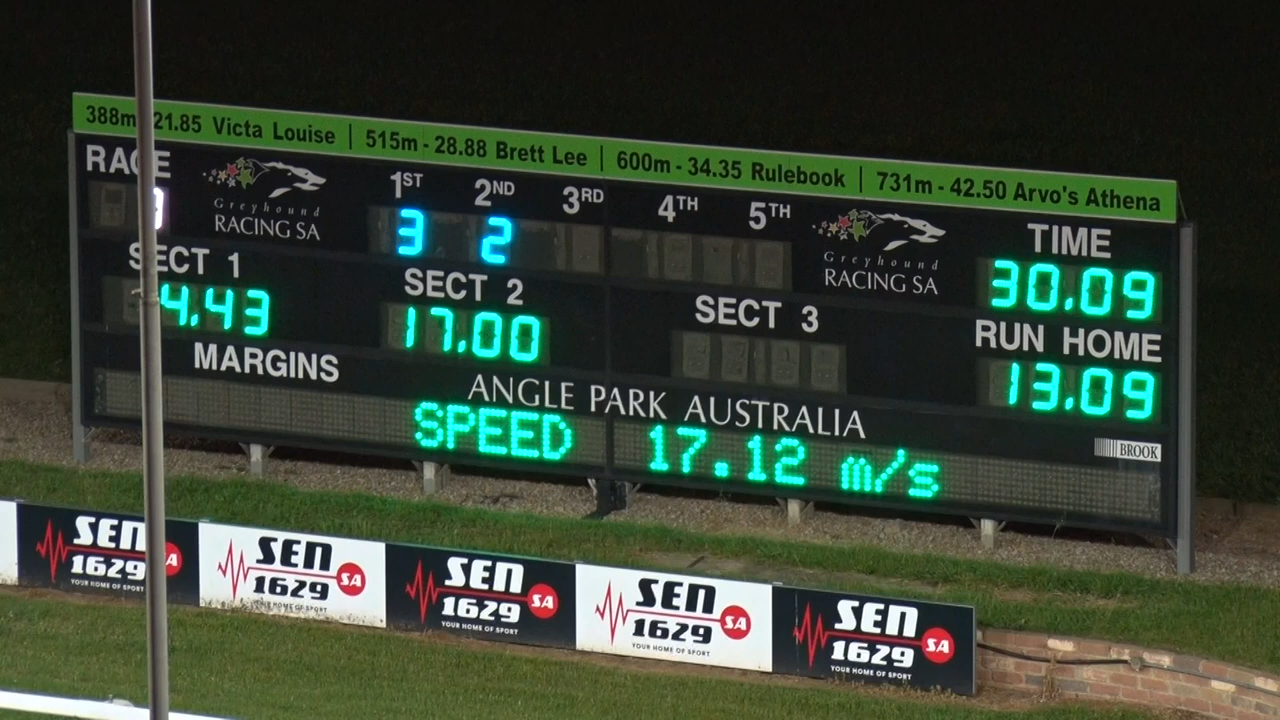 388m 21.85 Victa Louise | 515m - 28.88 Brett Lee | 600m - 34.35 Rulebook | 731m - 42.50 Arvo's Athena
RACE
Greyhound
RACING SA
1ST 2ND 3RD 4TH 5TH
3 2
Greyhound
RACING SA
TIME
30.09
SECT 1
4.43
SECT 2
17.00
SECT 3
RUN HOME
13.09
MARGINS
ANGLE PARK AUSTRALIA
SPEED 17.12 m/s
BROOK
SEN
1629
SA
YOUR HOME OF SPORT
SEN
1629
SA
YOUR HOME OF SPORT
SEN
1629
SA
YOUR HOME OF SPORT
SEN
1629
SA
YOUR HOME OF SPORT
SEN
1629
SA
YOUR HOME OF SPORT